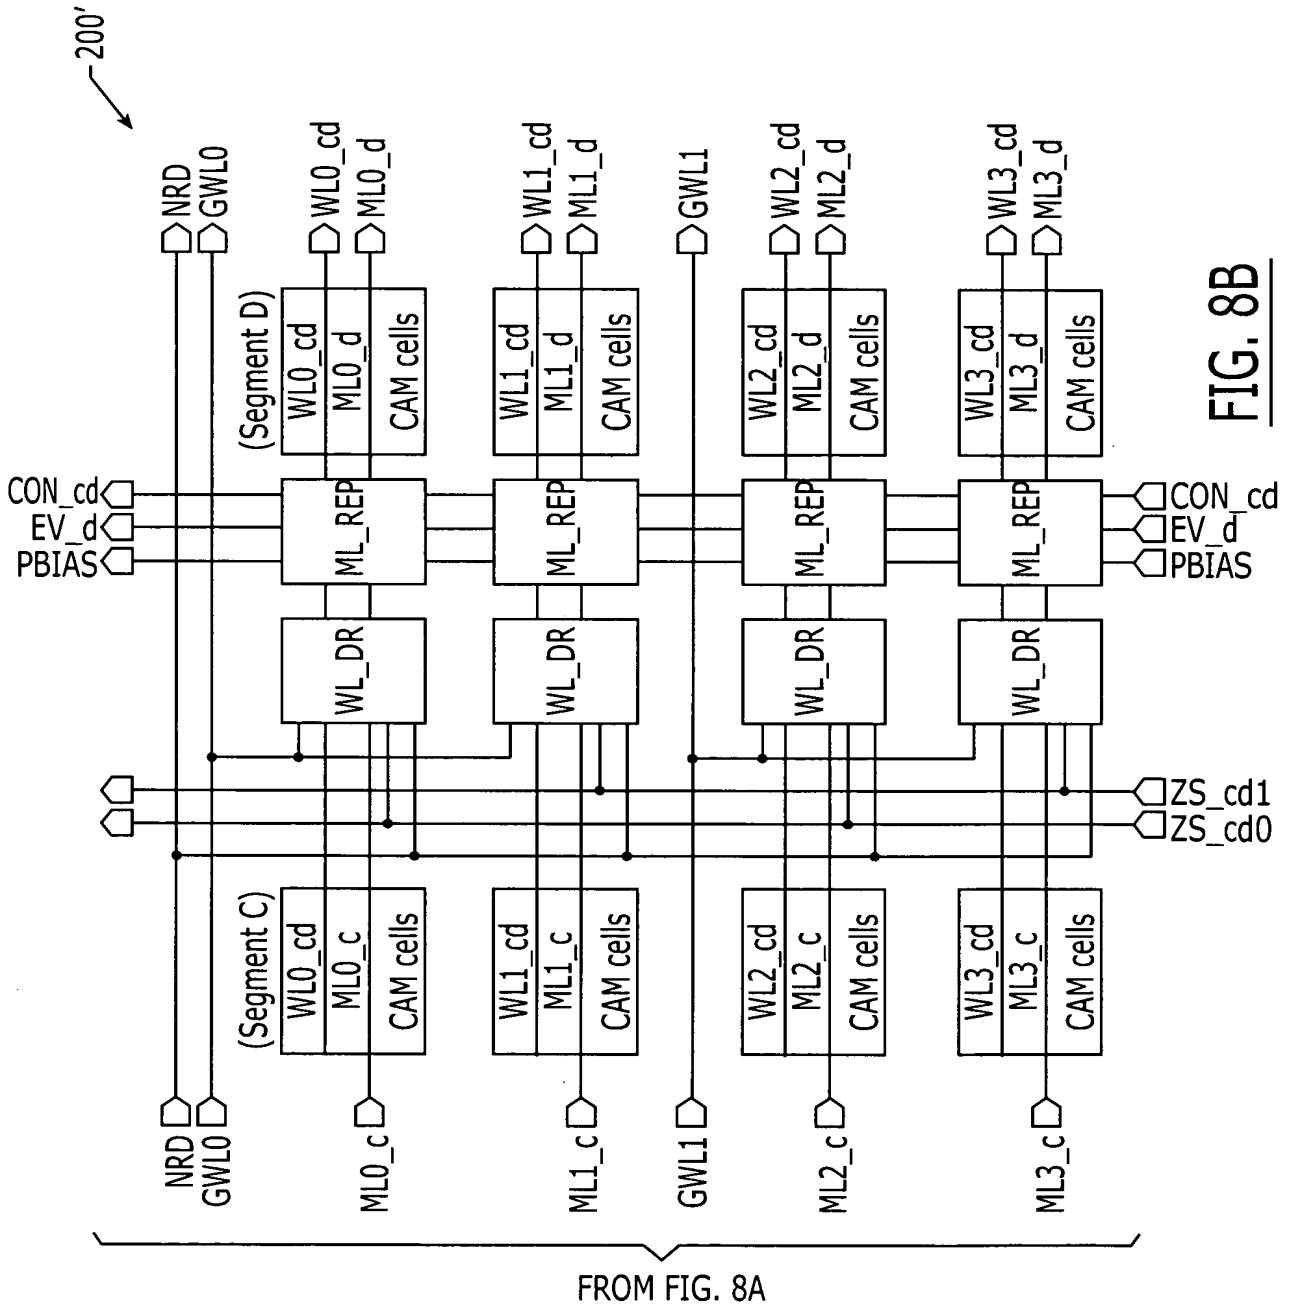 200'
NRD
GWL0
WL0_cd
ML0_d
WL1_cd
ML1_d
GWL1
WL2_cd
ML2_d
WL3_cd
ML3_d
(Segment D)
WL0_cd
ML0_d
CAM cells
WL1_cd
ML1_d
CAM cells
WL2_cd
ML2_d
CAM cells
WL3_cd
ML3_d
CAM cells
CON_cd
EV_d
PBIAS
ML_REP
ML_REP
ML_REP
ML_REP
CON_cd
EV_d
PBIAS
WL_DR
WL_DR
WL_DR
WL_DR
ZS_cd1
ZS_cd0
(Segment C)
WL0_cd
ML0_c
CAM cells
WL1_cd
ML1_c
CAM cells
WL2_cd
ML2_c
CAM cells
WL3_cd
ML3_c
CAM cells
NRD
GWL0
ML0_c
ML1_c
GWL1
ML2_c
ML3_c
FROM FIG. 8A
FIG. 8B